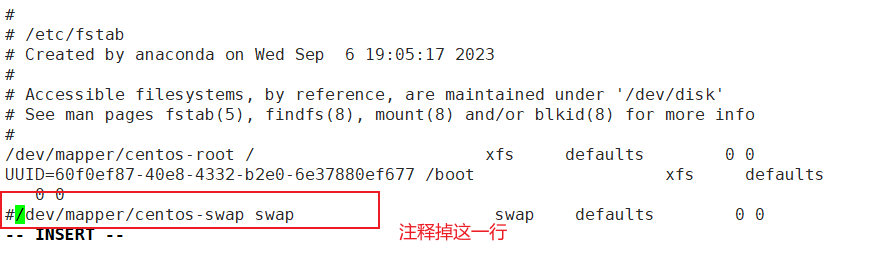 #
# /etc/fstab
# Created by anaconda on Wed Sep  6 19:05:17 2023
#
# Accessible filesystems, by reference, are maintained under '/dev/disk'
# See man pages fstab(5), findfs(8), mount(8) and/or blkid(8) for more info
#
/dev/mapper/centos-root /                       xfs     defaults        0 0
UUID=60f0ef87-40e8-4332-b2e0-6e37880ef677 /boot                   xfs     defaults
   0 0
#/dev/mapper/centos-swap swap                    swap    defaults        0 0
-- INSERT --
注释掉这一行